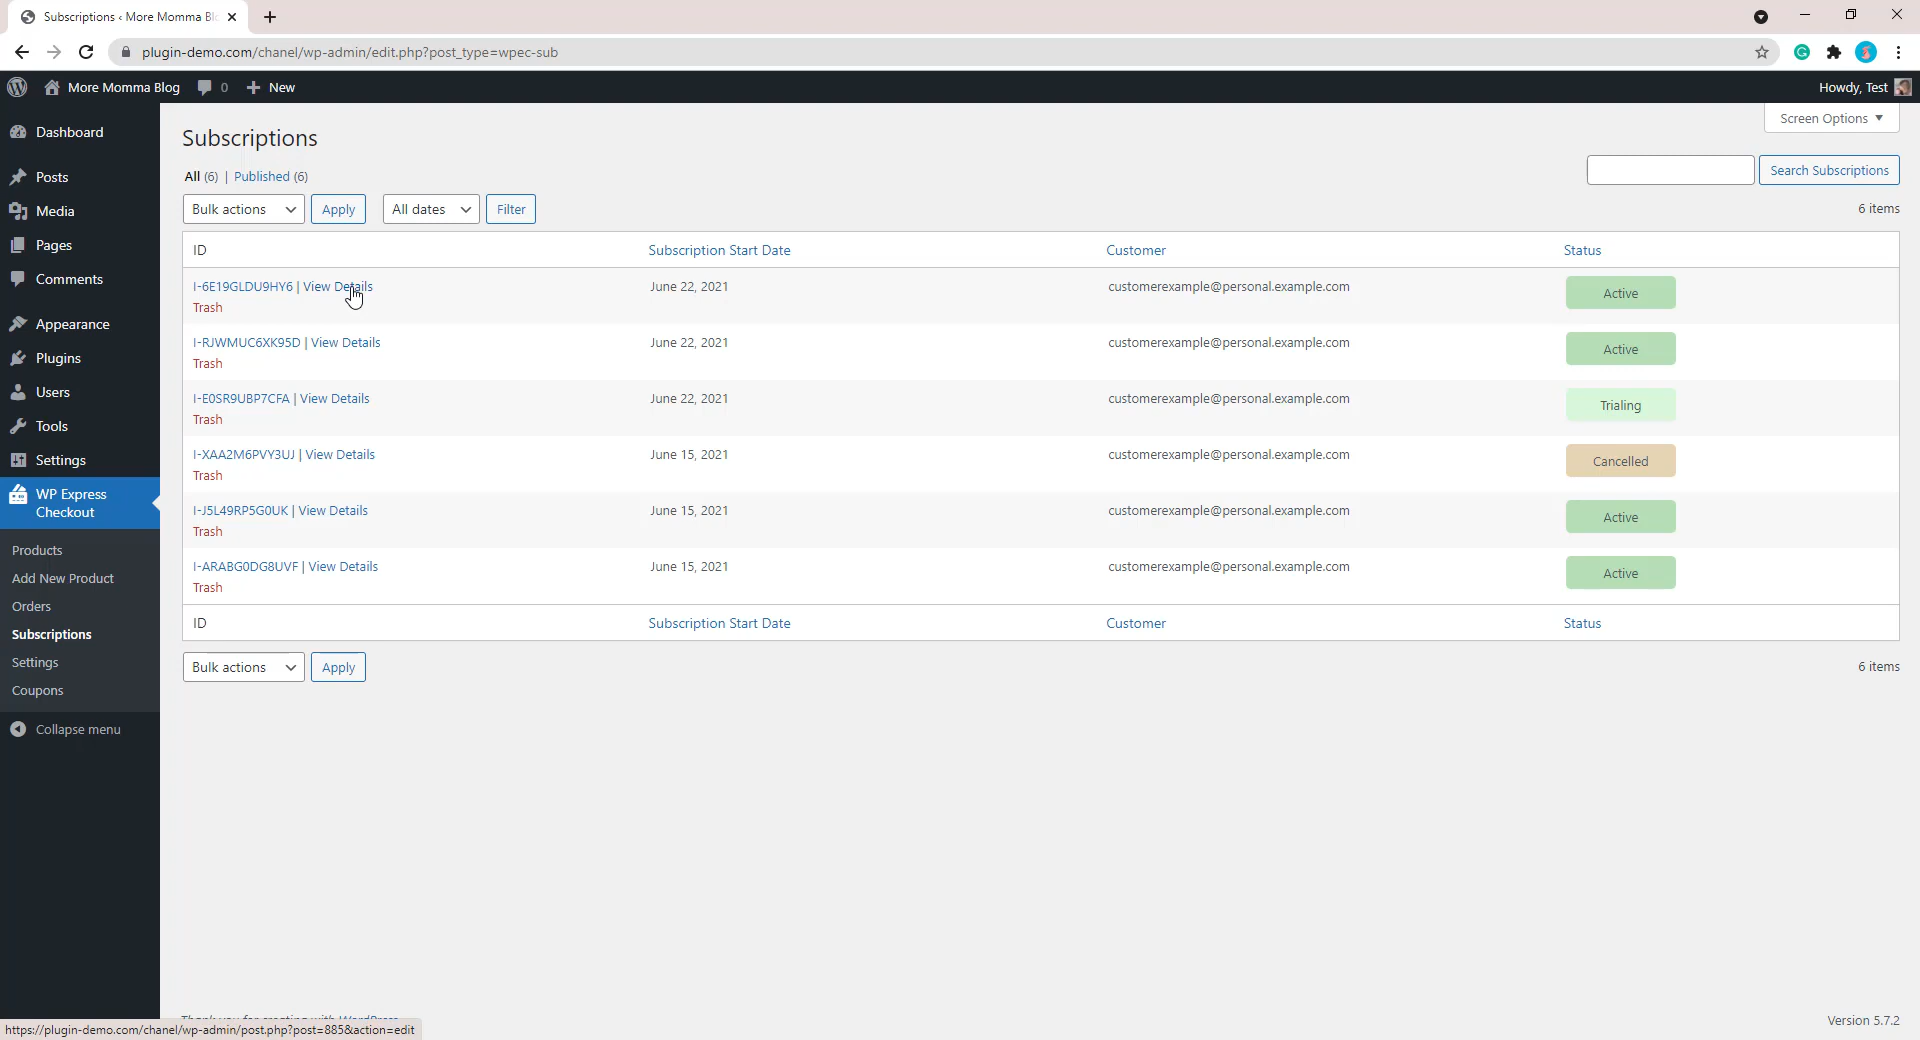 Subscriptions ‹ More Momma Blo
plugin-demo.com/chanel/wp-admin/edit.php?post_type=wpec-sub
More Momma Blog 0 New Howdy, Test
Dashboard
Posts
Media
Pages
Comments
Appearance
Plugins
Users
Tools
Settings
WP Express
Checkout
Products
Add New Product
Orders
Subscriptions
Settings
Coupons
Collapse menu
Screen Options
Subscriptions
All (6) | Published (6)
Search Subscriptions
Bulk actions Apply All dates Filter 6 items
ID Subscription Start Date Customer Status
I-6E19GLDU9HY6 | View Details June 22, 2021 customerexample@personal.example.com Active
Trash
I-RJWMUC6XK95D | View Details June 22, 2021 customerexample@personal.example.com Active
Trash
I-E0SR9UBP7CFA | View Details June 22, 2021 customerexample@personal.example.com Trialing
Trash
I-XAA2M6PVY3UJ | View Details June 15, 2021 customerexample@personal.example.com Cancelled
Trash
I-J5L49RP5G0UK | View Details June 15, 2021 customerexample@personal.example.com Active
Trash
I-ARABG0DG8UVF | View Details June 15, 2021 customerexample@personal.example.com Active
Trash
ID Subscription Start Date Customer Status
Bulk actions Apply 6 items
Thank you for creating with WordPress.
Version 5.7.2
https://plugin-demo.com/chanel/wp-admin/post.php?post=885&action=edit